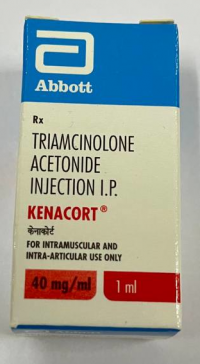 Abbott
Rx
TRIAMCINOLONE
ACETONIDE
INJECTION I.P.
KENACORT®
केनाकोर्ट
FOR INTRAMUSCULAR AND
INTRA-ARTICULAR USE ONLY
40 mg/ml 1 ml